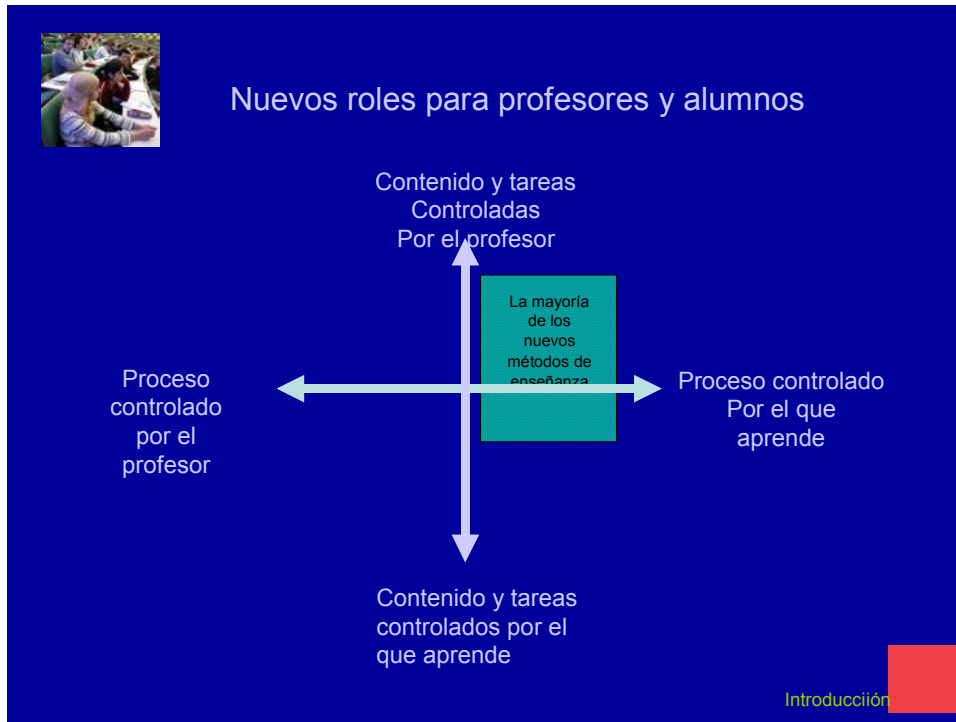 Nuevos roles para profesores y alumnos
Contenido y tareas
Controladas
Por el profesor
La mayoría
de los
nuevos
métodos de
enseñanza
Proceso
controlado
por el
profesor
Proceso controlado
Por el que
aprende
Contenido y tareas
controlados por el
que aprende
Introducciión